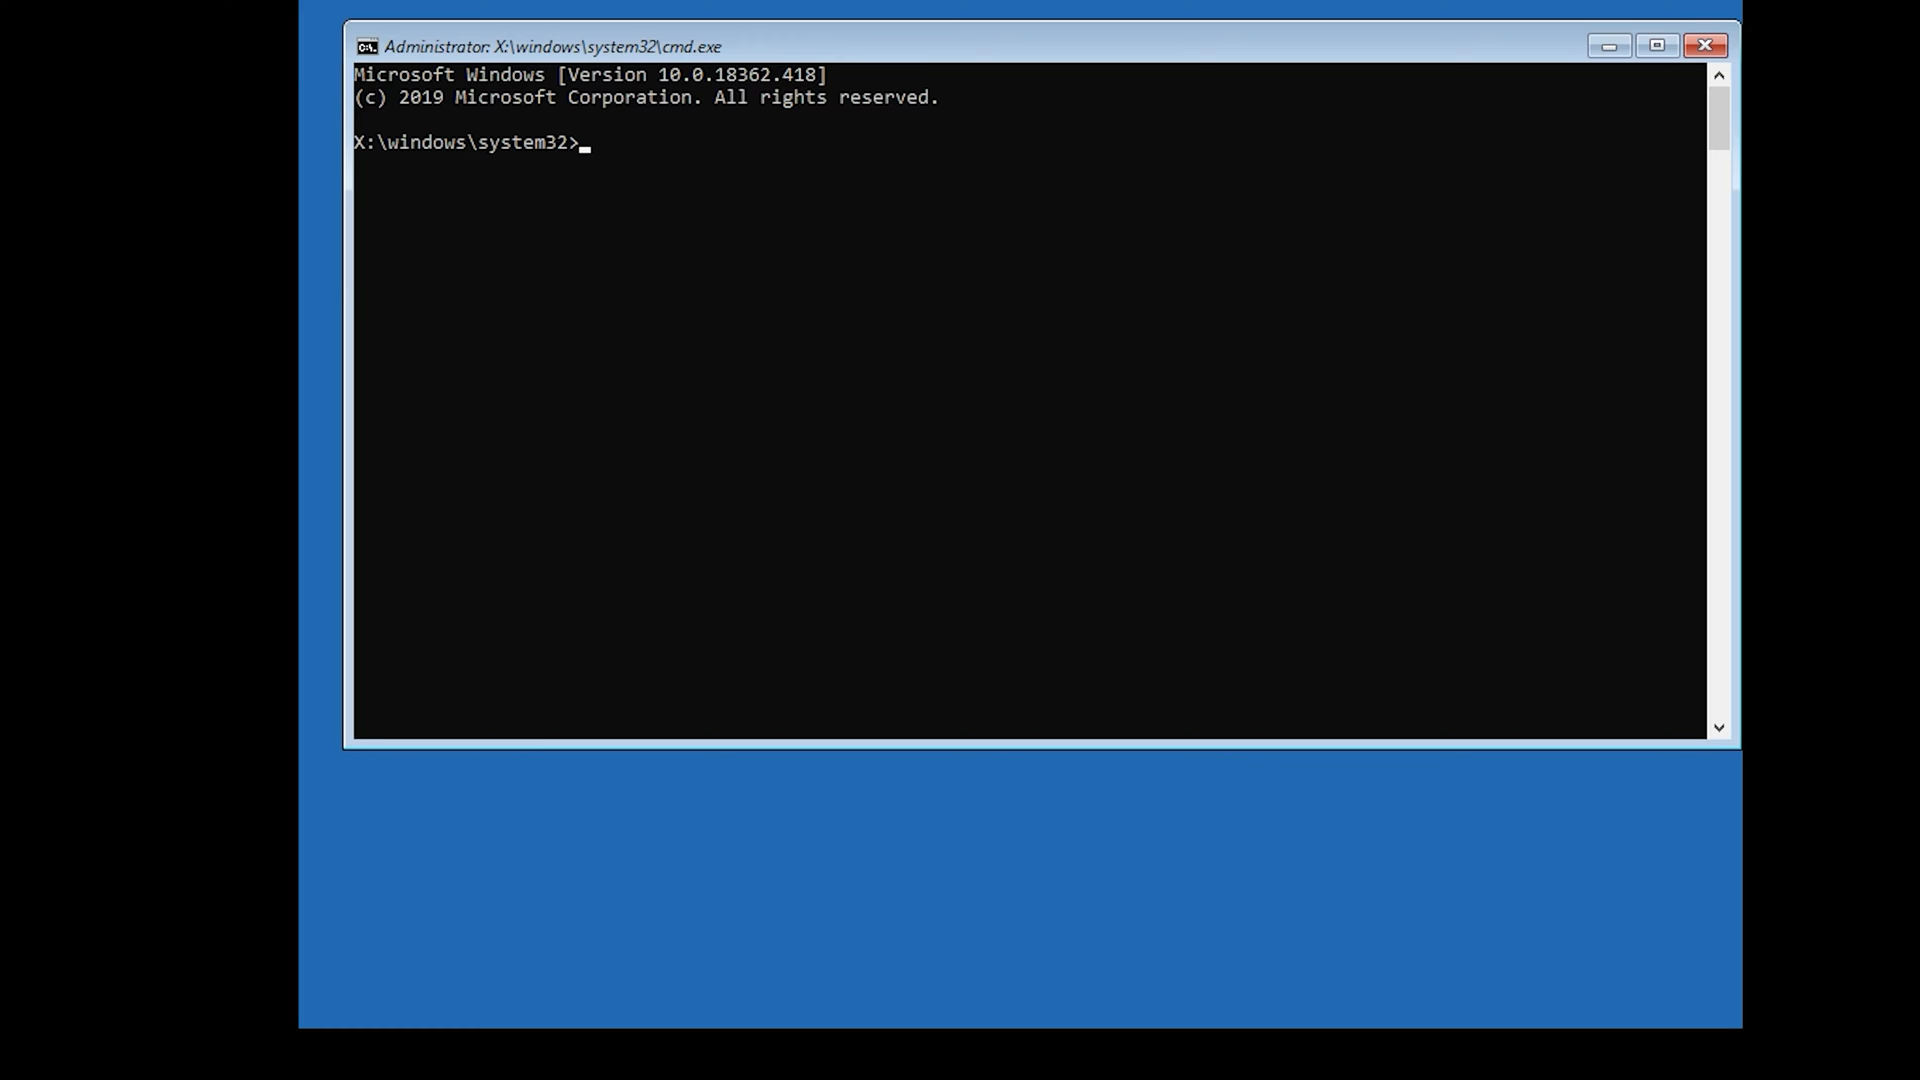 Administrator: X:\windows\system32\cmd.exe
Microsoft Windows [Version 10.0.18362.418]
(c) 2019 Microsoft Corporation. All rights reserved.
X:\windows\system32>